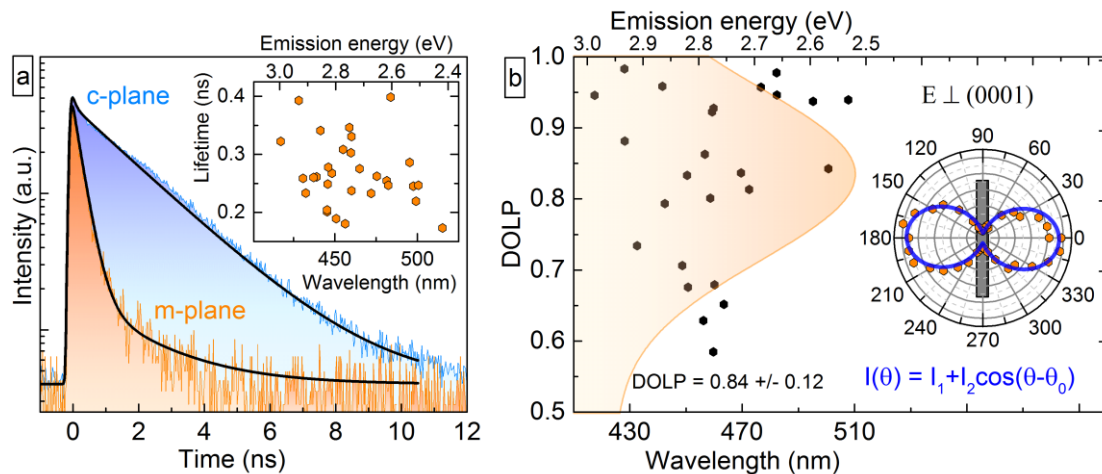 a
Emission energy (eV)
3.0 2.8 2.6 2.4
c-plane
m-plane
Intensity (a.u.)
Lifetime (ns)
0.4
0.3
0.2
450 500
Wavelength (nm)
0 2 4 6 8 10 12
Time (ns)
b
Emission energy (eV)
3.0 2.9 2.8 2.7 2.6 2.5
DOLP
1.0
0.9
0.8
0.7
0.6
0.5
E ⊥ (0001)
90
120 60
150 30
180 0
210 330
240 300
270
DOLP = 0.84 +/- 0.12
I(θ) = I₁+I₂cos(θ-θ₀)
430 470 510
Wavelength (nm)